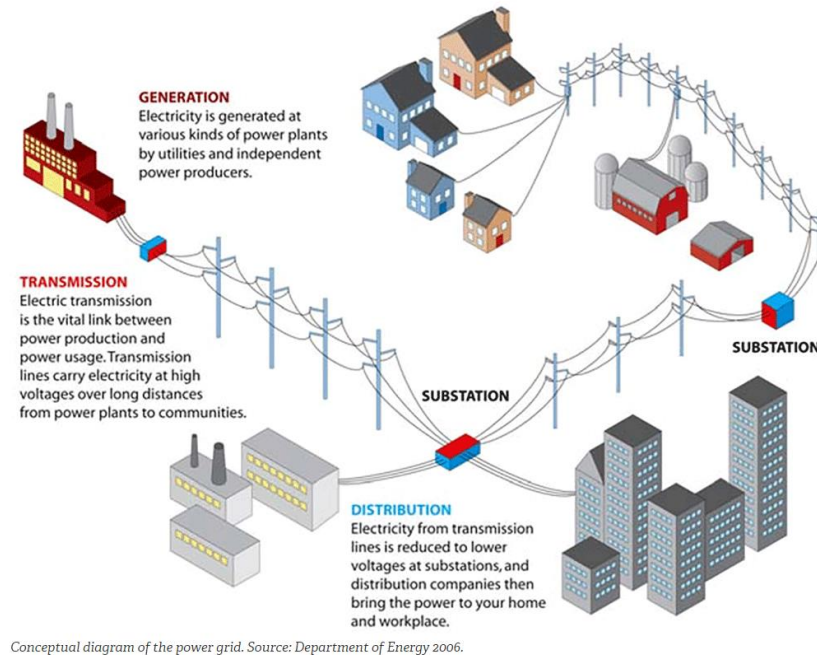 GENERATION
Electricity is generated at
various kinds of power plants
by utilities and independent
power producers.
TRANSMISSION
Electric transmission
is the vital link between
power production and
power usage. Transmission
lines carry electricity at high
voltages over long distances
from power plants to communities.
SUBSTATION
SUBSTATION
DISTRIBUTION
Electricity from transmission
lines is reduced to lower
voltages at substations, and
distribution companies then
bring the power to your home
and workplace.
Conceptual diagram of the power grid. Source: Department of Energy 2006.